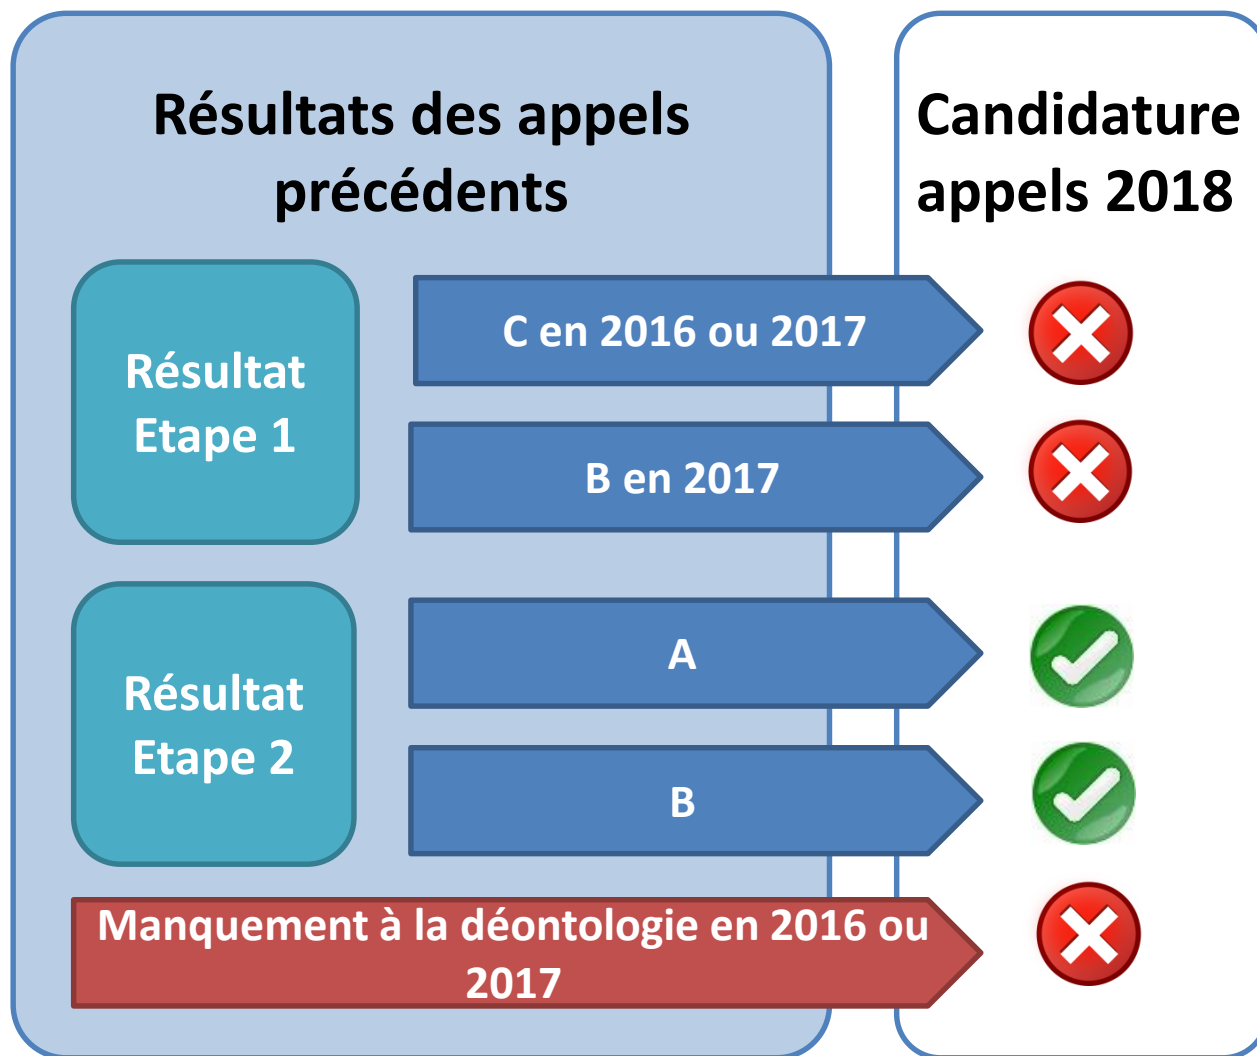 Résultats des appels
précédents
Candidature
appels 2018
Résultat
Etape 1
C en 2016 ou 2017
B en 2017
Résultat
Etape 2
A
B
Manquement à la déontologie en 2016 ou
2017